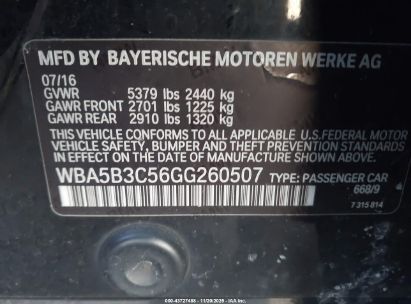 MFD BY BAYERISCHE MOTOREN WERKE AG
07/16
GVWR 5379 lbs 2440 kg
GAWR FRONT 2701 lbs 1225 kg
GAWR REAR 2910 lbs 1320 kg
THIS VEHICLE CONFORMS TO ALL APPLICABLE U.S.FEDERAL MOTOR
VEHICLE SAFETY, BUMPER AND THEFT PREVENTION STANDARDS
IN EFFECT ON THE DATE OF MANUFACTURE SHOWN ABOVE.
WBA5B3C56GG260507 TYPE: PASSENGER CAR
668/9
7 315 814